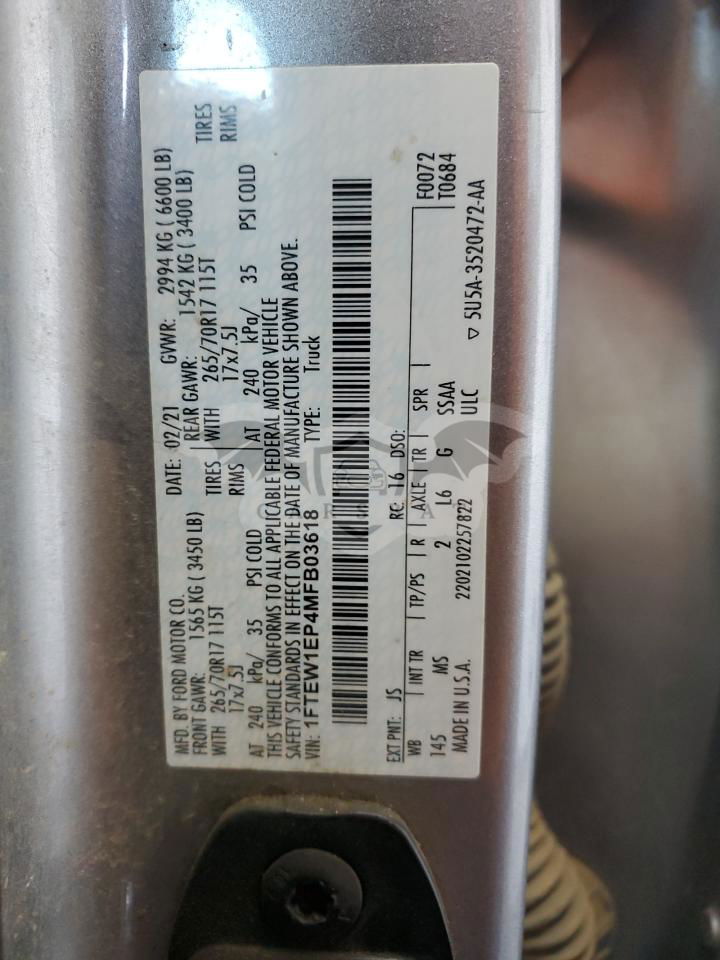 MFD. BY FORD MOTOR CO. DATE: 02/21 GVWR: 2994 KG ( 6600 LB)
FRONT GAWR: 1565 KG ( 3450 LB) REAR GAWR: 1542 KG ( 3400 LB)
WITH 265/70R17 115T TIRES WITH 265/70R17 115T TIRES
17x7.5J RIMS 17x7.5J RIMS
AT 240 kPa/ 35 PSI COLD AT 240 kPa/ 35 PSI COLD
THIS VEHICLE CONFORMS TO ALL APPLICABLE FEDERAL MOTOR VEHICLE
SAFETY STANDARDS IN EFFECT ON THE DATE OF MANUFACTURE SHOWN ABOVE.
VIN: 1FTEW1EP4MFB03618 TYPE: Truck
EXT PNT: JS RC: 16 DSO: F0072
WB INT TR TP/PS R AXLE TR SPR T0684
145 MS 2 L6 G SSAA
MADE IN U.S.A. 2202102257822 ULC ▽ 5U5A-3520472-AA